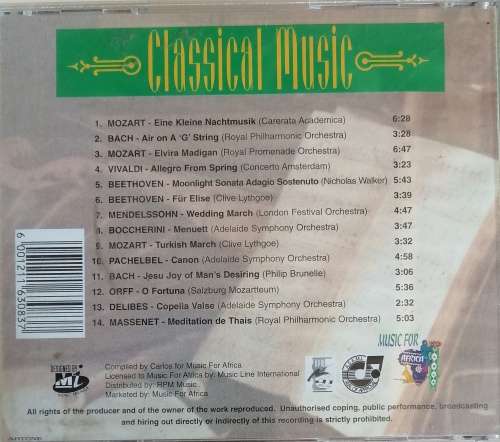 Classical Music
1. MOZART - Eine Kleine Nachtmusik (Carerata Academica) 6:28
2. BACH - Air on A 'G' String (Royal Philharmonic Orchestra) 3:28
3. MOZART - Elvira Madigan (Royal Promenade Orchestra) 6:47
4. VIVALDI - Allegro From Spring (Concerto Amsterdam) 3:23
5. BEETHOVEN - Moonlight Sonata Adagio Sostenuto (Nicholas Walker) 5:43
6. BEETHOVEN - Für Elise (Clive Lythgoe) 3:39
7. MENDELSSOHN - Wedding March (London Festival Orchestra) 4:47
8. BOCCHERINI - Menuett (Adelaide Symphony Orchestra) 3:47
9. MOZART - Turkish March (Clive Lythgoe) 3:32
10. PACHELBEL - Canon (Adelaide Symphony Orchestra) 4:58
11. BACH - Jesu Joy of Man's Desiring (Philip Brunelle) 3:06
12. ORFF - O Fortuna (Salzburg Mozartteum) 5:36
13. DELIBES - Copella Valse (Adelaide Symphony Orchestra) 2:32
14. MASSENET - Meditation de Thais (Royal Philharmonic Orchestra) 5:03
6 001211 630837
MUSIC FOR
AFRICA
DESIGNED BY
Compiled by Carlos for Music For Africa
Licensed to Music For Africa by: Music Line International
Distributed by: RPM Music
Marketed by: Music For Africa
All rights of the producer and of the owner of the work reproduced. Unauthorised coping, public performance, broadcasting
and hiring out directly or indirectly of this recording is strictly prohibited.